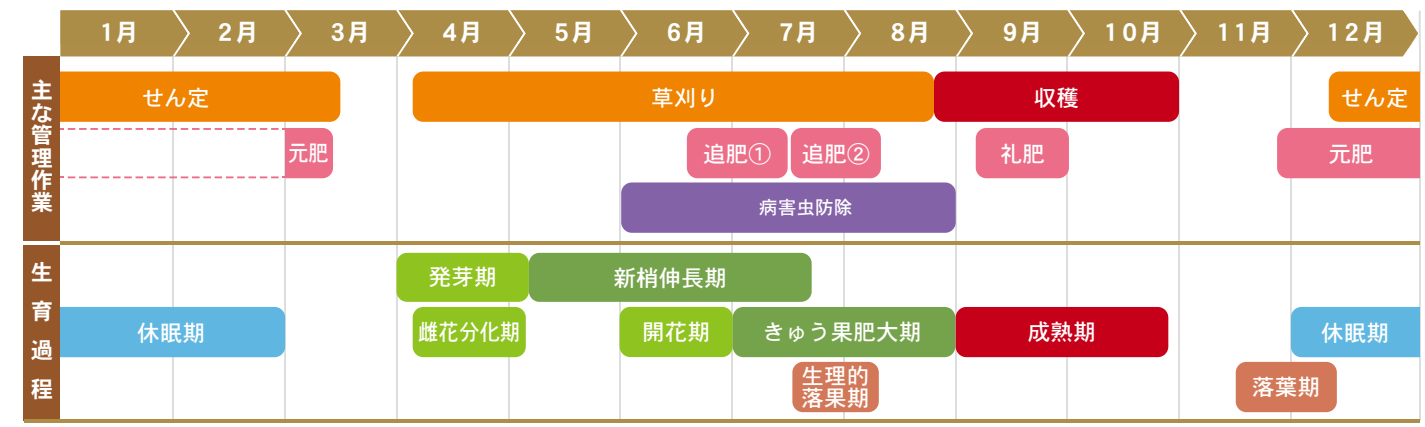 1月 2月 3月 4月 5月 6月 7月 8月 9月 10月 11月 12月
主な管理作業
せん定 草刈り 収穫 せん定
元肥 追肥① 追肥② 礼肥 元肥
病害虫防除
生育過程
発芽期 新梢伸長期
休眠期 雌花分化期 開花期 きゅう果肥大期 成熟期 休眠期
生理的
落果期
落葉期